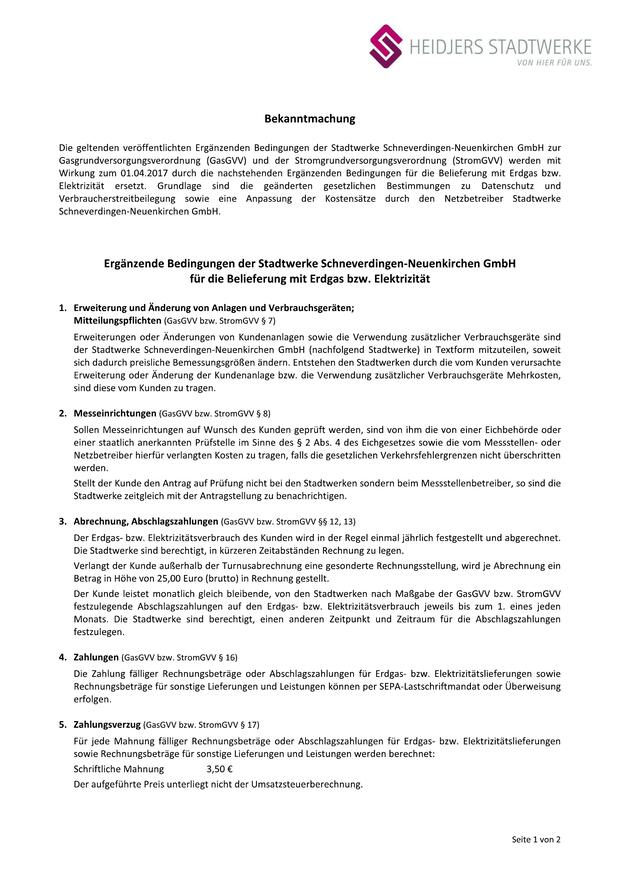 HEIDJERS STADTWERKE
VON HIER FÜR UNS.
Bekanntmachung
Die geltenden veröffentlichten Ergänzenden Bedingungen der Stadtwerke Schneverdingen-Neuenkirchen GmbH zur
Gasgrundversorgungsverordnung (GasGVV) und der Stromgrundversorgungsverordnung (StromGVV) werden mit
Wirkung zum 01.04.2017 durch die nachstehenden Ergänzenden Bedingungen für die Belieferung mit Erdgas bzw.
Elektrizität ersetzt. Grundlage sind die geänderten gesetzlichen Bestimmungen zu Datenschutz und
Verbraucherstreitbeilegung sowie eine Anpassung der Kostensätze durch den Netzbetreiber Stadtwerke
Schneverdingen-Neuenkirchen GmbH.
Ergänzende Bedingungen der Stadtwerke Schneverdingen-Neuenkirchen GmbH
für die Belieferung mit Erdgas bzw. Elektrizität
1. Erweiterung und Änderung von Anlagen und Verbrauchsgeräten;
Mitteilungspflichten (GasGVV bzw. StromGVV § 7)
Erweiterungen oder Änderungen von Kundenanlagen sowie die Verwendung zusätzlicher Verbrauchsgeräte sind
der Stadtwerke Schneverdingen-Neuenkirchen GmbH (nachfolgend Stadtwerke) in Textform mitzuteilen, soweit
sich dadurch preisliche Bemessungsgrößen ändern. Entstehen den Stadtwerken durch die vom Kunden verursachte
Erweiterung oder Änderung der Kundenanlage bzw. die Verwendung zusätzlicher Verbrauchsgeräte Mehrkosten,
sind diese vom Kunden zu tragen.
2. Messeinrichtungen (GasGVV bzw. StromGVV § 8)
Sollen Messeinrichtungen auf Wunsch des Kunden geprüft werden, sind von ihm die von einer Eichbehörde oder
einer staatlich anerkannten Prüfstelle im Sinne des § 2 Abs. 4 des Eichgesetzes sowie die vom Messstellen- oder
Netzbetreiber hierfür verlangten Kosten zu tragen, falls die gesetzlichen Verkehrsfehlergrenzen nicht überschritten
werden.
Stellt der Kunde den Antrag auf Prüfung nicht bei den Stadtwerken sondern beim Messstellenbetreiber, so sind die
Stadtwerke zeitgleich mit der Antragstellung zu benachrichtigen.
3. Abrechnung, Abschlagszahlungen (GasGVV bzw. StromGVV §§ 12, 13)
Der Erdgas- bzw. Elektrizitätsverbrauch des Kunden wird in der Regel einmal jährlich festgestellt und abgerechnet.
Die Stadtwerke sind berechtigt, in kürzeren Zeitabständen Rechnung zu legen.
Verlangt der Kunde außerhalb der Turnusabrechnung eine gesonderte Rechnungsstellung, wird je Abrechnung ein
Betrag in Höhe von 25,00 Euro (brutto) in Rechnung gestellt.
Der Kunde leistet monatlich gleich bleibende, von den Stadtwerken nach Maßgabe der GasGVV bzw. StromGVV
festzulegende Abschlagszahlungen auf den Erdgas- bzw. Elektrizitätsverbrauch jeweils bis zum 1. eines jeden
Monats. Die Stadtwerke sind berechtigt, einen anderen Zeitpunkt und Zeitraum für die Abschlagszahlungen
festzulegen.
4. Zahlungen (GasGVV bzw. StromGVV § 16)
Die Zahlung fälliger Rechnungsbeträge oder Abschlagszahlungen für Erdgas- bzw. Elektrizitätslieferungen sowie
Rechnungsbeträge für sonstige Lieferungen und Leistungen können per SEPA-Lastschriftmandat oder Überweisung
erfolgen.
5. Zahlungsverzug (GasGVV bzw. StromGVV § 17)
Für jede Mahnung fälliger Rechnungsbeträge oder Abschlagszahlungen für Erdgas- bzw. Elektrizitätslieferungen
sowie Rechnungsbeträge für sonstige Lieferungen und Leistungen werden berechnet:
Schriftliche Mahnung 3,50 €
Der aufgeführte Preis unterliegt nicht der Umsatzsteuerberechnung.
Seite 1 von 2